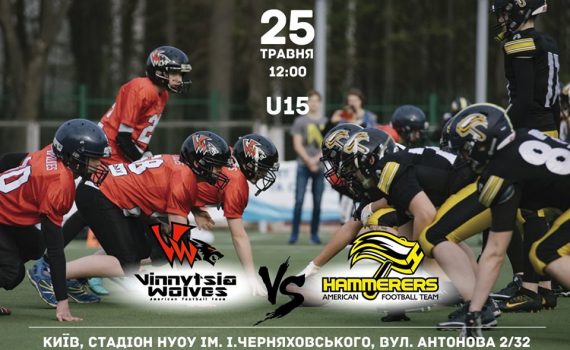 25
ТРАВНЯ
12:00
U15
Vinnytsia
Wolves
american football team
VS
HAMMERERS
AMERICAN FOOTBALL TEAM
КИЇВ, СТАДІОН НУОУ ІМ. І.ЧЕРНЯХОВСЬКОГО, ВУЛ. АНТОНОВА 2/32